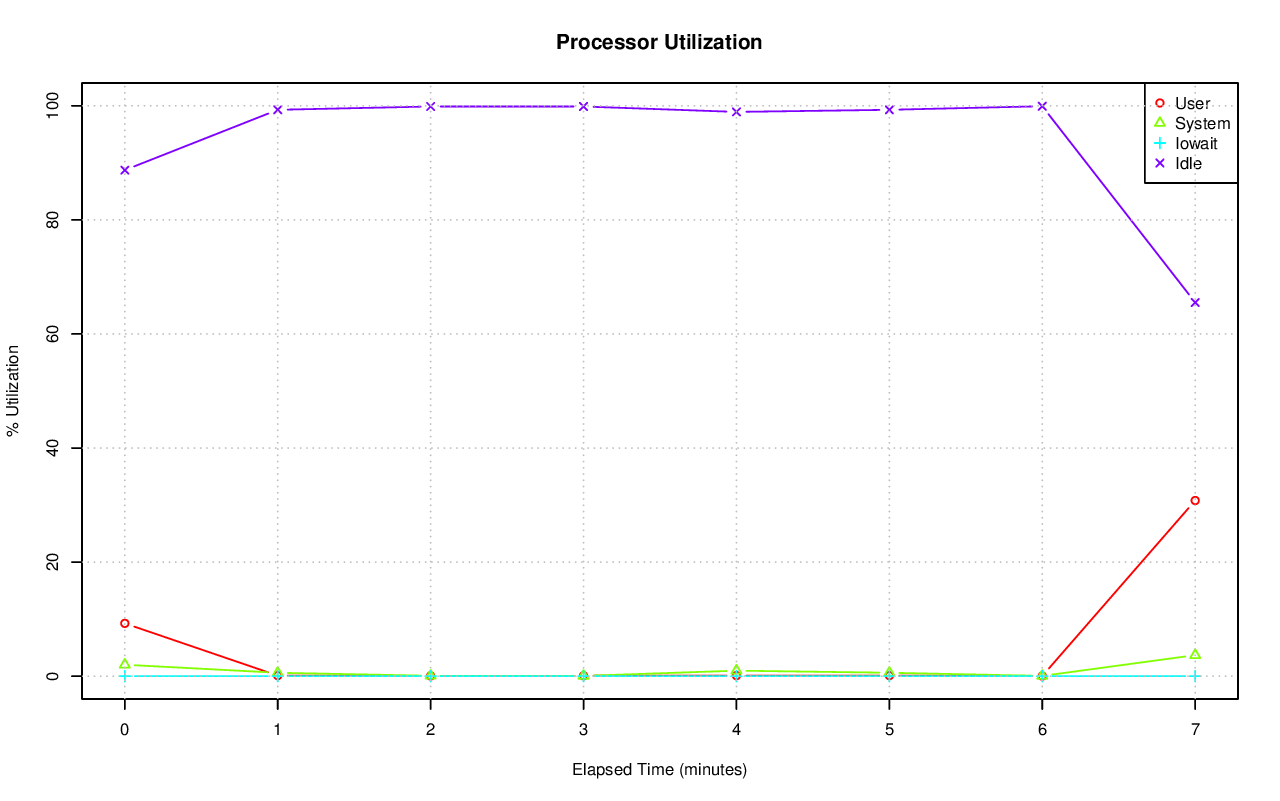 Processor Utilization
% Utilization
100
80
60
40
20
0
User
System
Iowait
Idle
0 1 2 3 4 5 6 7
Elapsed Time (minutes)